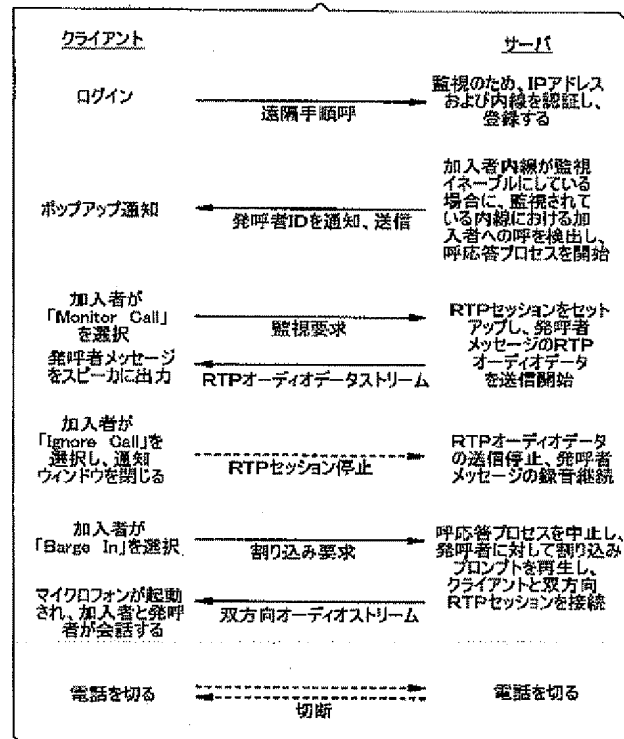 クライアント
サーバ
ログイン
遠隔手順呼
監視のため、IPアドレス
および内線を認証し、
登録する
ポップアップ通知
発呼者IDを通知、送信
加入者内線が監視
イネーブルにしている
場合に、監視されて
いる内線における加
入者への呼を検出し、
呼応答プロセスを開始
加入者が
「Monitor Call」
を選択
監視要求
RTPセッションをセット
アップし、発呼者
メッセージのRTP
オーディオデータ
を送信開始
発呼者メッセージ
をスピーカに出力
RTPオーディオデータストリーム
加入者が
「Ignore Call」を
選択し、通知
ウィンドウを閉じる
RTPセッション停止
RTPオーディオデータ
の送信停止、発呼者
メッセージの録音継続
加入者が
「Barge In」を選択
割り込み要求
呼応答プロセスを中止し、
発呼者に対して割り込み
プロンプトを再生し、
クライアントと双方向
RTPセッションを接続
マイクロフォンが起動
され、加入者と発呼
者が会話する
双方向オーディオストリーム
電話を切る
切断
電話を切る